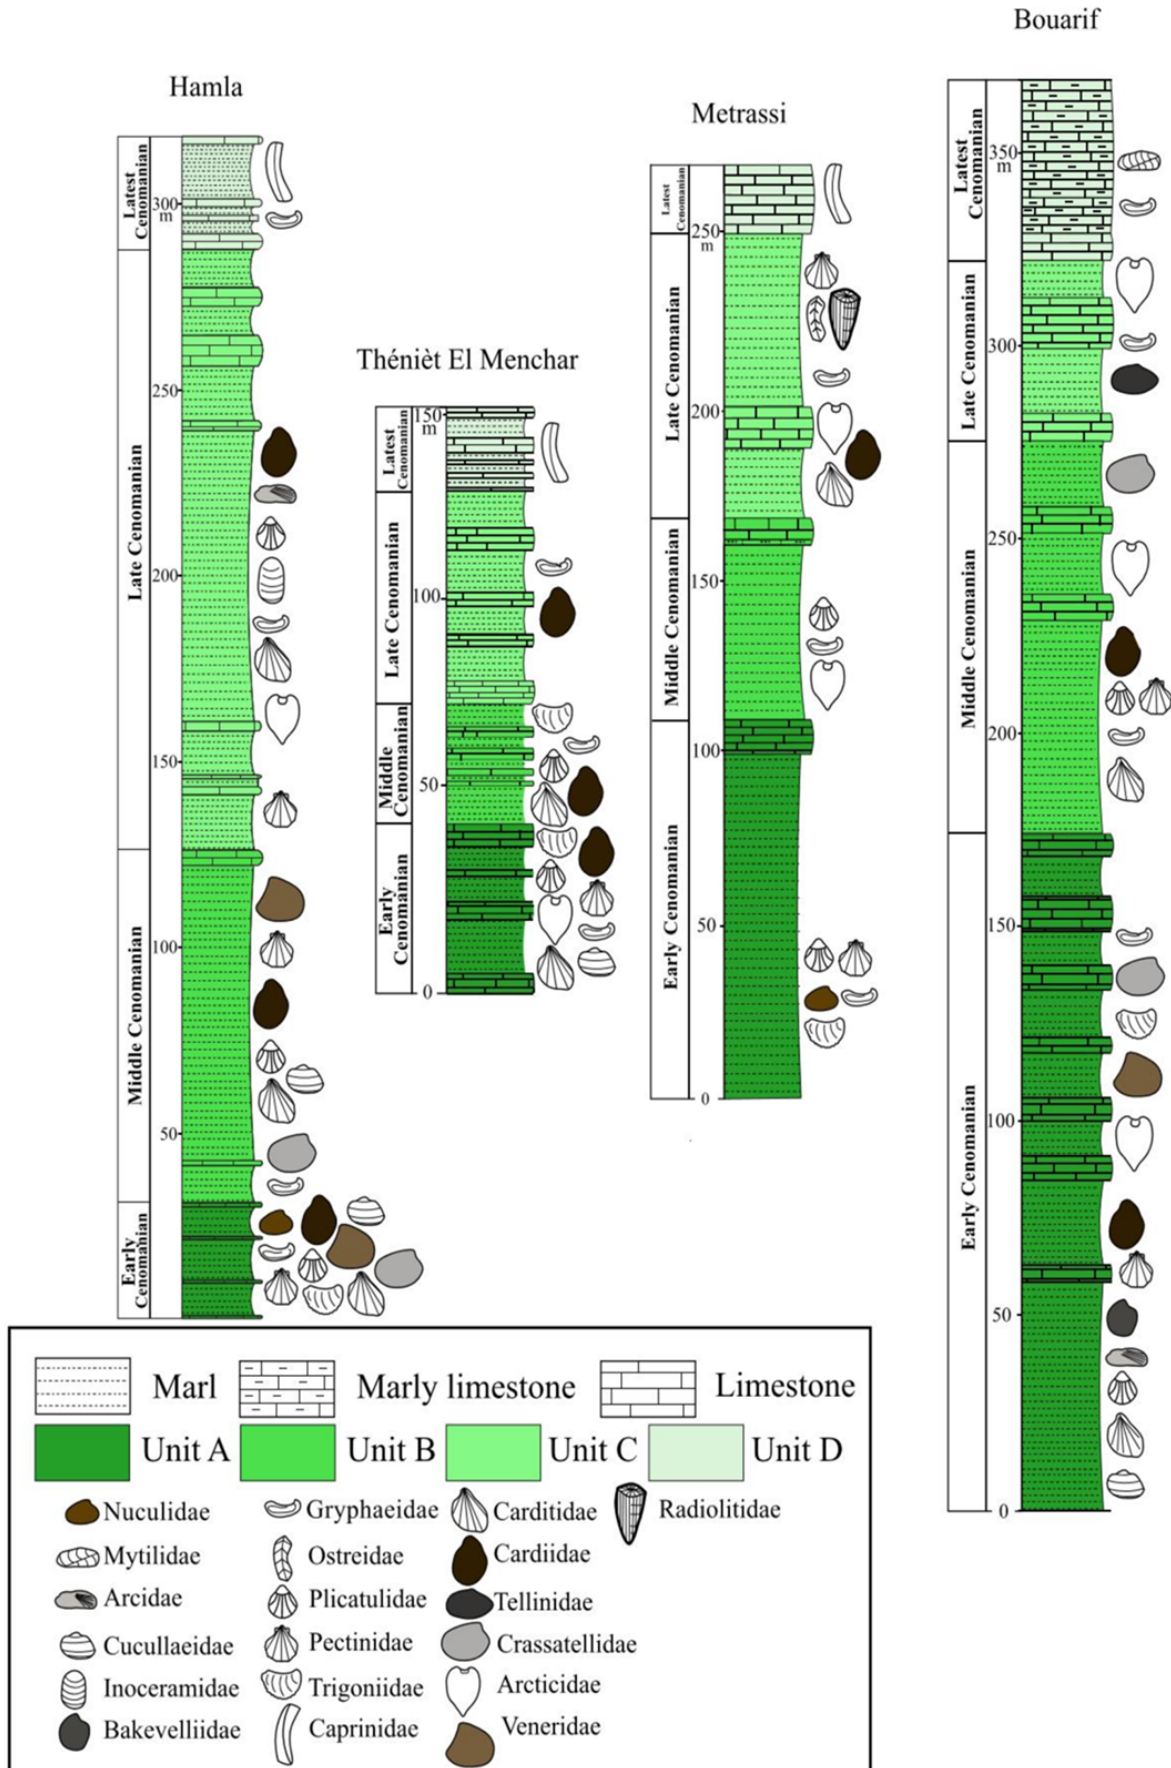 Bouarif
Hamla
Metrassi
Thénièt El Menchar
Latest
Cenomanian
Late Cenomanian
Middle Cenomanian
Early
Cenomanian
300
m
250
200
150
100
50
Latest
Cenomanian
Late Cenomanian
Middle
Cenomanian
Early
Cenomanian
150
m
100
50
0
Latest
Cenomanian
Late Cenomanian
Middle Cenomanian
Early Cenomanian
250
m
200
150
100
50
0
Latest
Cenomanian
Late Cenomanian
Middle Cenomanian
Early Cenomanian
350
m
300
250
200
150
100
50
0
Marl Marly limestone Limestone
Unit A Unit B Unit C Unit D
Nuculidae Gryphaeidae Carditidae Radiolitidae
Mytilidae Ostreidae Cardiidae
Arcidae Plicatulidae Tellinidae
Cucullaeidae Pectinidae Crassatellidae
Inoceramidae Trigoniidae Arcticidae
Bakevelliidae Caprinidae Veneridae